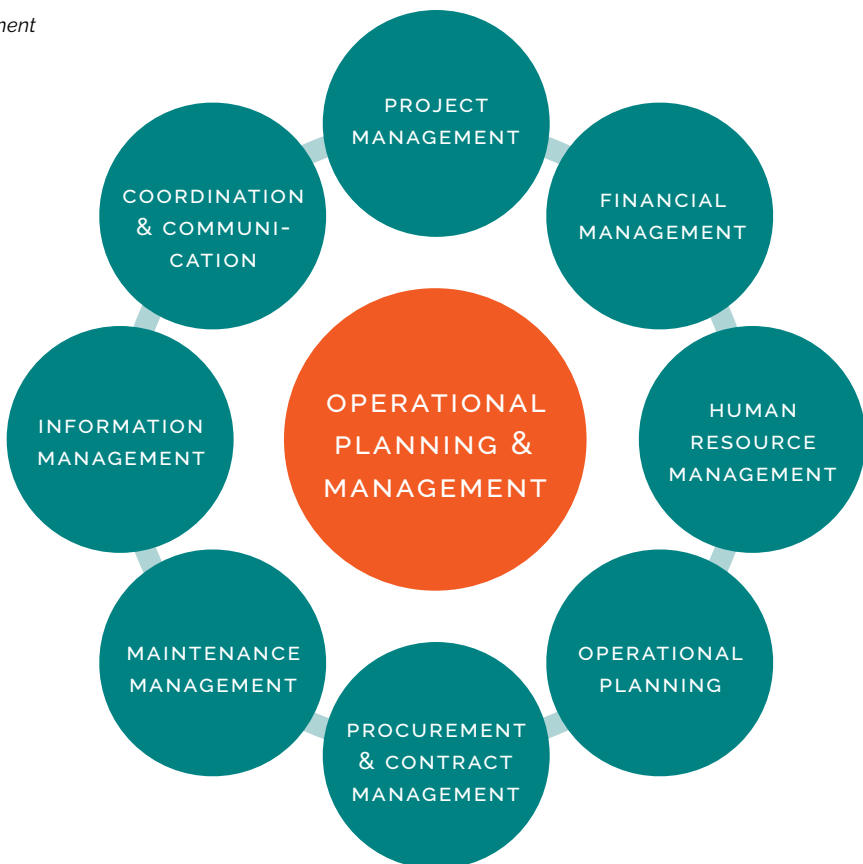 ment
PROJECT
MANAGEMENT
FINANCIAL
MANAGEMENT
HUMAN
RESOURCE
MANAGEMENT
OPERATIONAL
PLANNING
PROCUREMENT
& CONTRACT
MANAGEMENT
MAINTENANCE
MANAGEMENT
INFORMATION
MANAGEMENT
COORDINATION
& COMMUNI-
CATION
OPERATIONAL
PLANNING &
MANAGEMENT